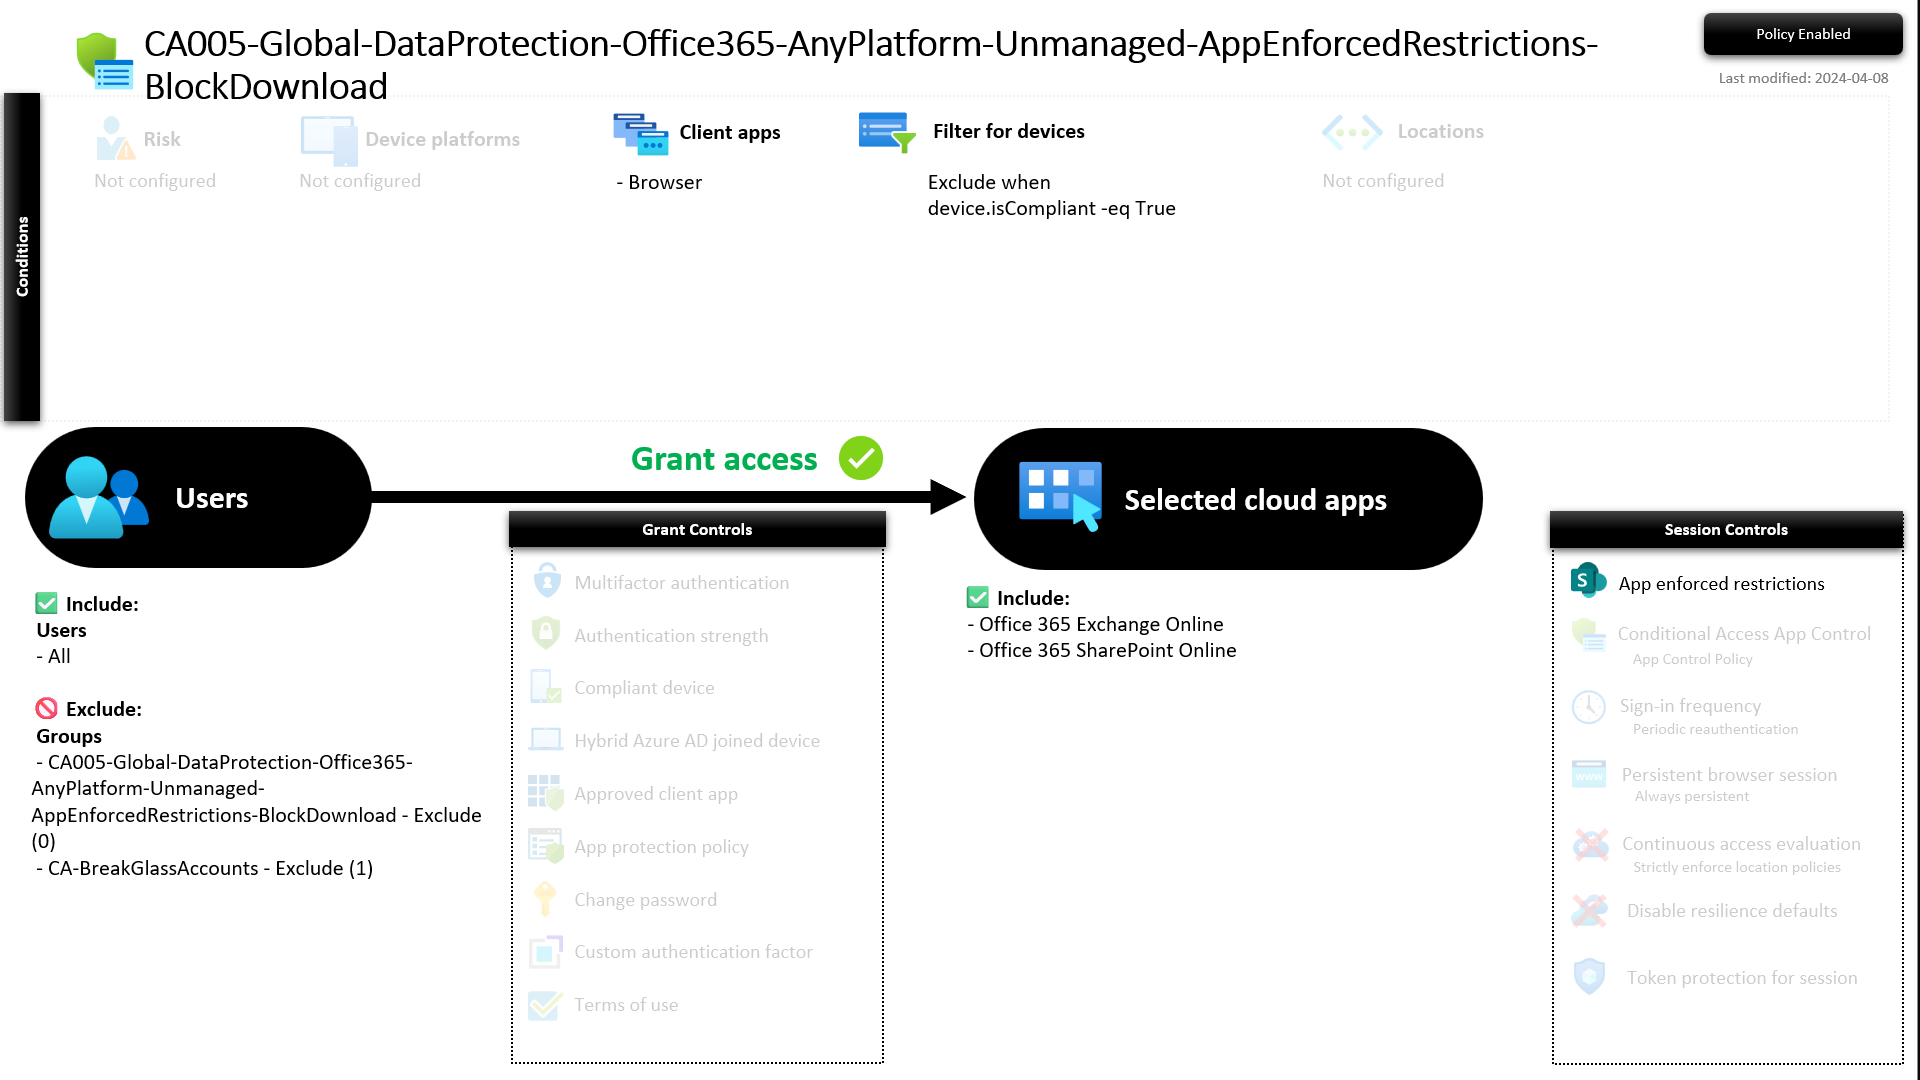 CA005-Global-DataProtection-Office365-AnyPlatform-Unmanaged-AppEnforcedRestrictions-
BlockDownload
Policy Enabled
Last modified: 2024-04-08
Conditions
Risk
Not configured
Device platforms
Not configured
Client apps
- Browser
Filter for devices
Exclude when
device.isCompliant -eq True
Locations
Not configured
Users
Grant access
Selected cloud apps
Include:
Users
- All
Exclude:
Groups
- CA005-Global-DataProtection-Office365-
AnyPlatform-Unmanaged-
AppEnforcedRestrictions-BlockDownload - Exclude
(0)
- CA-BreakGlassAccounts - Exclude (1)
Grant Controls
Multifactor authentication
Authentication strength
Compliant device
Hybrid Azure AD joined device
Approved client app
App protection policy
Change password
Custom authentication factor
Terms of use
Include:
- Office 365 Exchange Online
- Office 365 SharePoint Online
Session Controls
S
App enforced restrictions
Conditional Access App Control
App Control Policy
Sign-in frequency
Periodic reauthentication
www
Persistent browser session
Always persistent
Continuous access evaluation
Strictly enforce location policies
Disable resilience defaults
Token protection for session